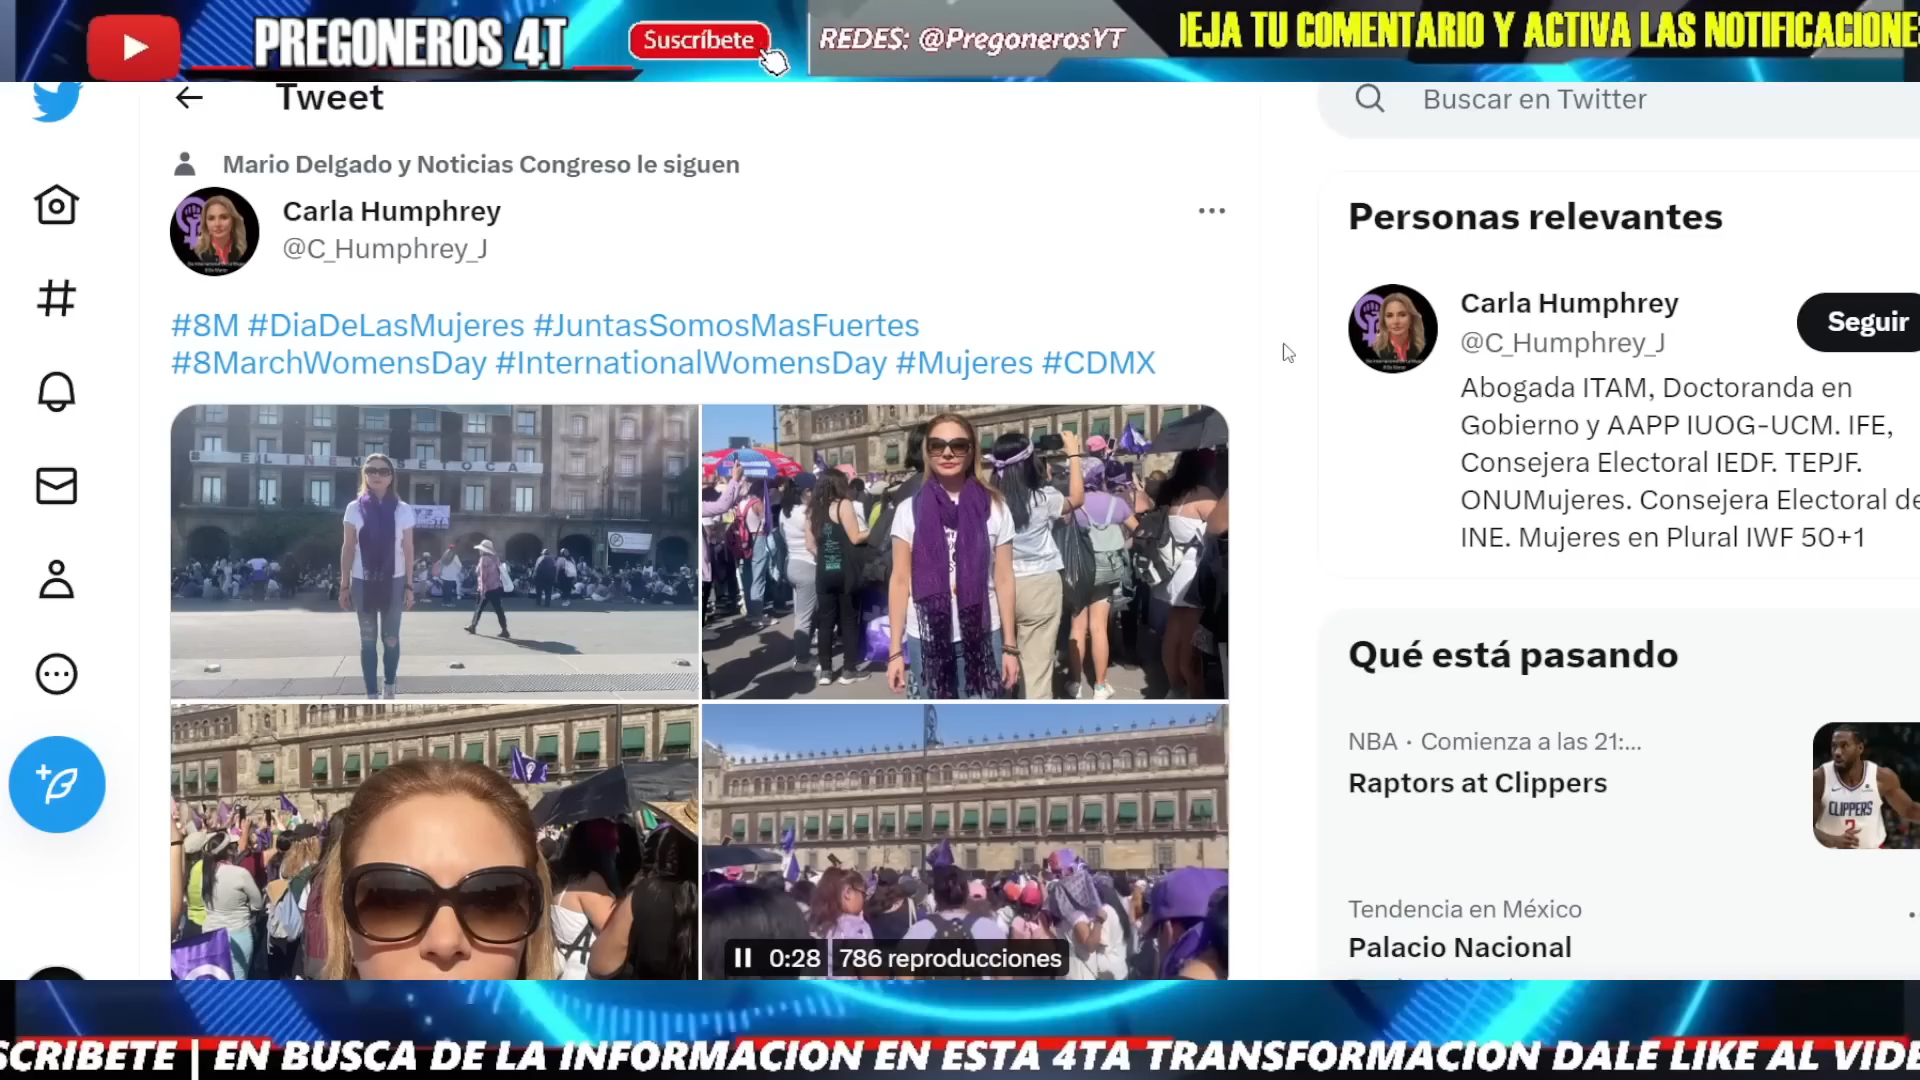 PREGONEROS 4T
Suscríbete
REDES: @PregonerosYT
DEJA TU COMENTARIO Y ACTIVA LAS NOTIFICACIONES
Tweet
Buscar en Twitter
Mario Delgado y Noticias Congreso le siguen
Carla Humphrey
@C_Humphrey_J
#8M #DiaDeLasMujeres #JuntasSomosMasFuertes
#8MarchWomensDay #InternationalWomensDay #Mujeres #CDMX
E L I N E N S E T O C A
0:28
786 reproducciones
Personas relevantes
Carla Humphrey
@C_Humphrey_J
Seguir
Abogada ITAM, Doctoranda en
Gobierno y AAPP IUOG-UCM. IFE,
Consejera Electoral IEDF. TEPJF.
ONUMujeres. Consejera Electoral de
INE. Mujeres en Plural IWF 50+1
Qué está pasando
NBA · Comienza a las 21:...
Raptors at Clippers
CLIPPERS
2
Tendencia en México
Palacio Nacional
SCRIBETE | EN BUSCA DE LA INFORMACION EN ESTA 4TA TRANSFORMACION DALE LIKE AL VIDE